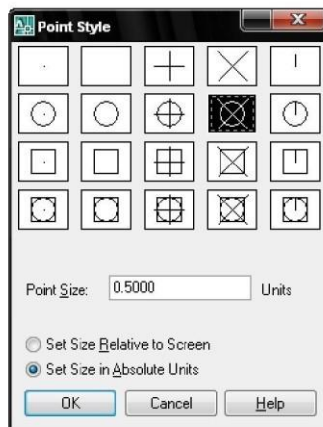 Point Style
Point Size: 0.5000 Units
Set Size Relative to Screen
Set Size in Absolute Units
OK Cancel Help